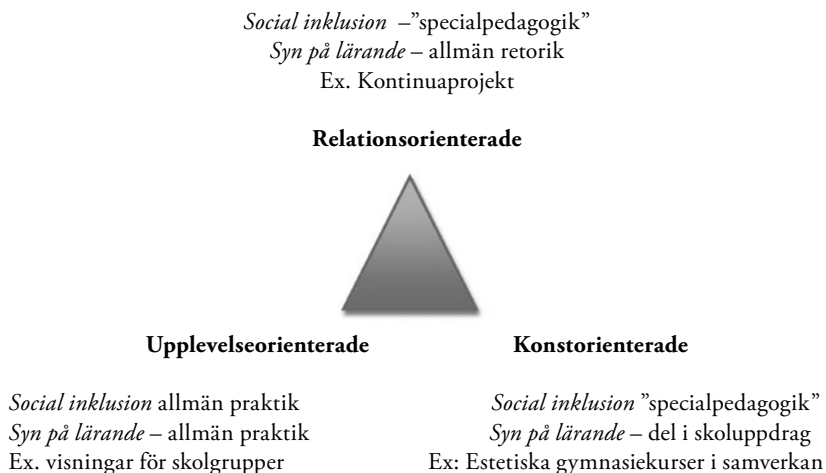 Social inklusion –”specialpedagogik”
Syn på lärande – allmän retorik
Ex. Kontinuaprojekt
Relationsorienterade
Upplevelseorienterade
Konstorienterade
Social inklusion allmän praktik
Syn på lärande – allmän praktik
Ex. visningar för skolgrupper
Social inklusion ”specialpedagogik”
Syn på lärande – del i skoluppdrag
Ex: Estetiska gymnasiekurser i samverkan